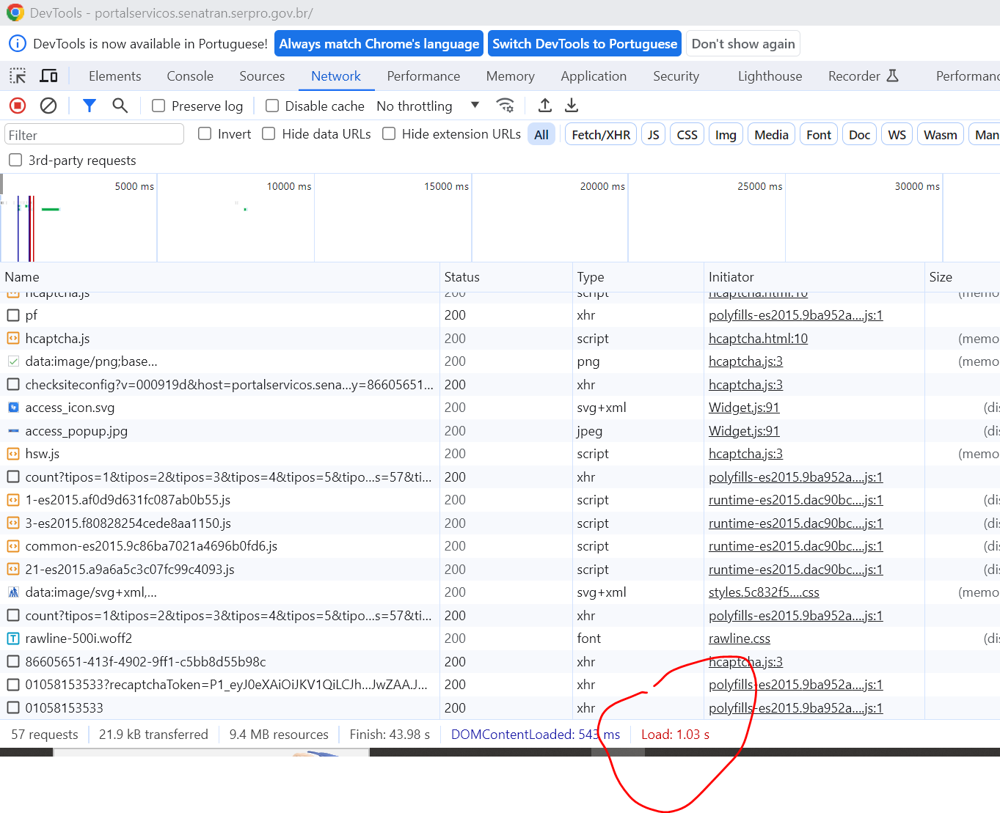 DevTools - portalservicos.senatran.serpro.gov.br/
DevTools is now available in Portuguese! Always match Chrome's language Switch DevTools to Portuguese Don't show again
Elements Console Sources Network Performance Memory Application Security Lighthouse Recorder Performanc
Preserve log Disable cache No throttling
Filter Invert Hide data URLs Hide extension URLs All Fetch/XHR JS CSS Img Media Font Doc WS Wasm Man
3rd-party requests
5000 ms 10000 ms 15000 ms 20000 ms 25000 ms 30000 ms
Name Status Type Initiator Size
hcaptcha.js 200 script hcaptcha.html:10 (memo
pf 200 xhr polyfills-es2015.9ba952a....js:1
hcaptcha.js 200 script hcaptcha.html:10 (memo
data:image/png;base... 200 png hcaptcha.js:3 (memo
checksiteconfig?v=000919d&host=portalservicos.sena...y=86605651... 200 xhr hcaptcha.js:3
access_icon.svg 200 svg+xml Widget.js:91 (dis
access_popup.jpg 200 jpeg Widget.js:91 (dis
hsw.js 200 script hcaptcha.js:3 (memo
count?tipos=1&tipos=2&tipos=3&tipos=4&tipos=5&tipo...s=57&ti... 200 xhr polyfills-es2015.9ba952a....js:1
1-es2015.af0d9d631fc087ab0b55.js 200 script runtime-es2015.dac90bc....js:1 (dis
3-es2015.f80828254cede8aa1150.js 200 script runtime-es2015.dac90bc....js:1 (dis
common-es2015.9c86ba7021a4696b0fd6.js 200 script runtime-es2015.dac90bc....js:1 (dis
21-es2015.a9a6a5c3c07fc99c4093.js 200 script runtime-es2015.dac90bc....js:1 (dis
data:image/svg+xml,... 200 svg+xml styles.5c832f5....css (memo
count?tipos=1&tipos=2&tipos=3&tipos=4&tipos=5&tipo...s=57&ti... 200 xhr polyfills-es2015.9ba952a....js:1
rawline-500i.woff2 200 font rawline.css (dis
86605651-413f-4902-9ff1-c5bb8d55b98c 200 xhr hcaptcha.js:3
01058153533?recaptchaToken=P1_eyJ0eXAiOiJKV1QiLCJh...JwZAA.J... 200 xhr polyfills-es2015.9ba952a....js:1
01058153533 200 xhr polyfills-es2015.9ba952a....js:1
57 requests 21.9 kB transferred 9.4 MB resources Finish: 43.98 s DOMContentLoaded: 543 ms Load: 1.03 s